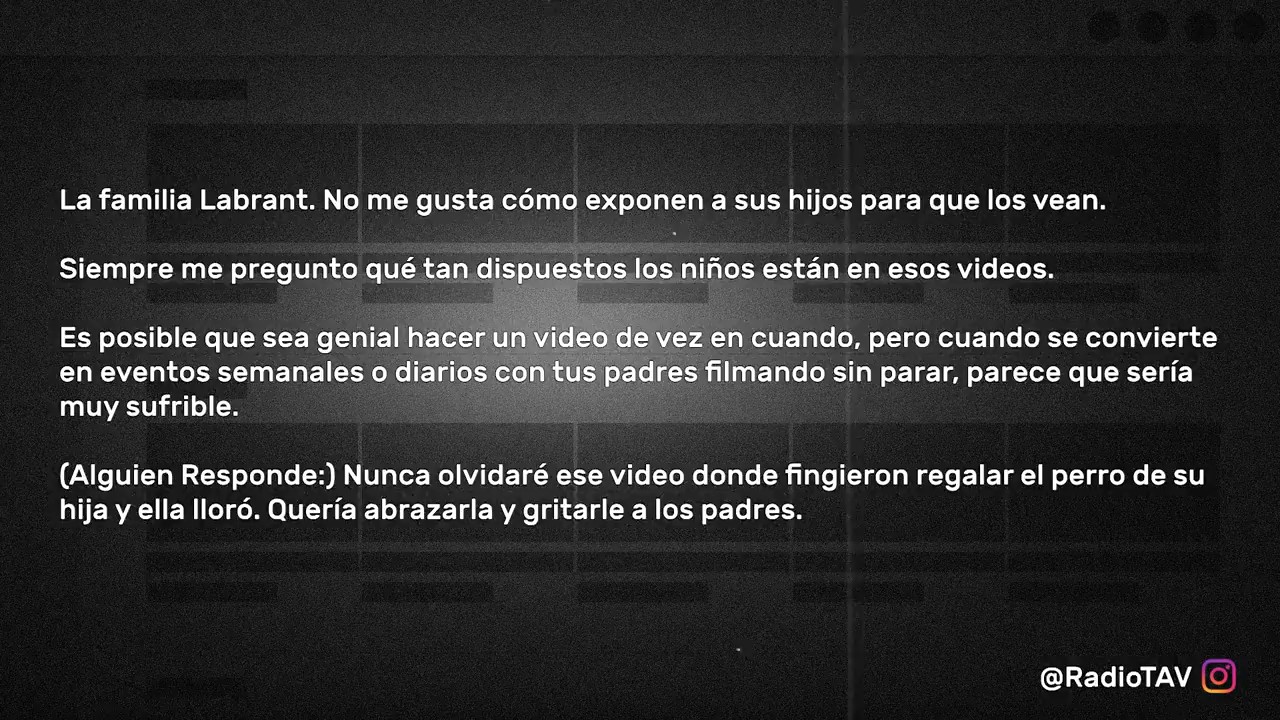 La familia Labrant. No me gusta cómo exponen a sus hijos para que los vean.
Siempre me pregunto qué tan dispuestos los niños están en esos videos.
Es posible que sea genial hacer un video de vez en cuando, pero cuando se convierte
en eventos semanales o diarios con tus padres filmando sin parar, parece que sería
muy sufrible.
(Alguien Responde:) Nunca olvidaré ese video donde fingieron regalar el perro de su
hija y ella lloró. Quería abrazarla y gritarle a los padres.
@RadioTAV